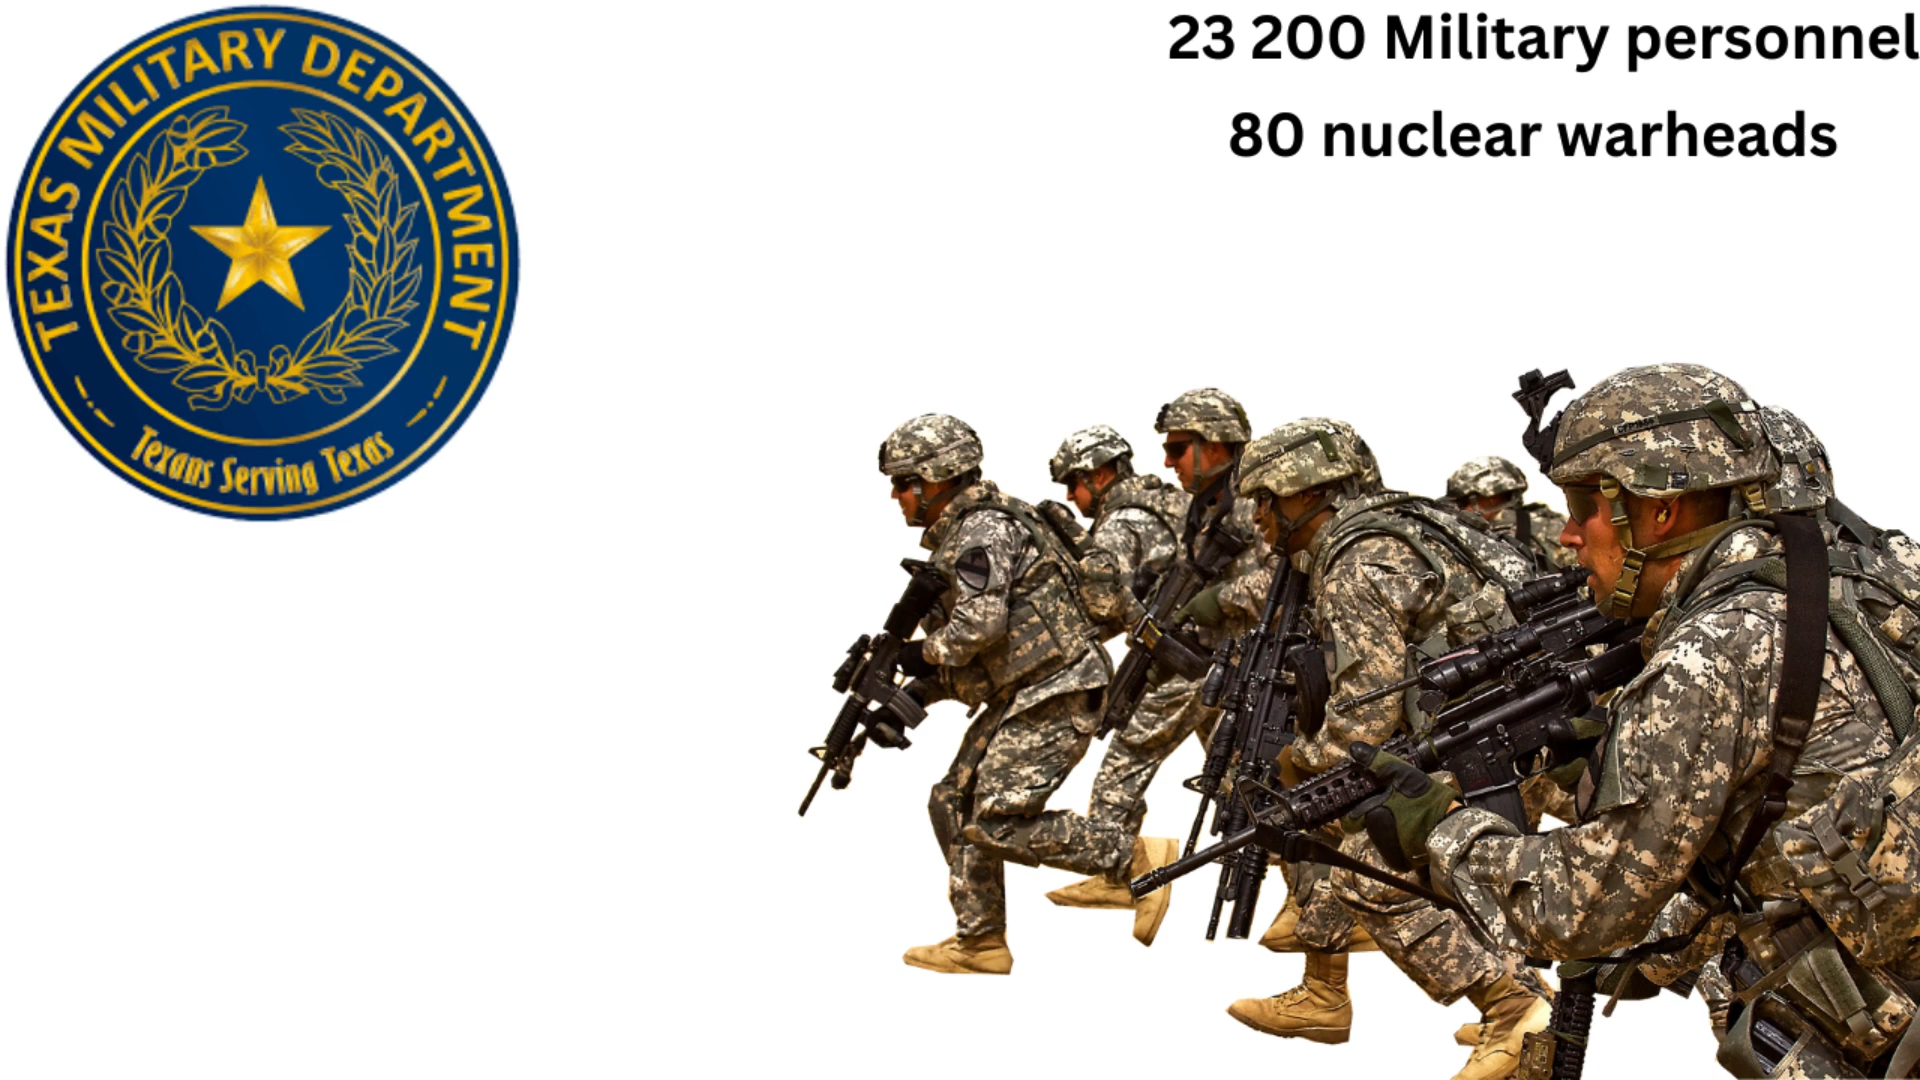 TEXAS MILITARY DEPARTMENT
Texans Serving Texas
23 200 Military personnel
80 nuclear warheads